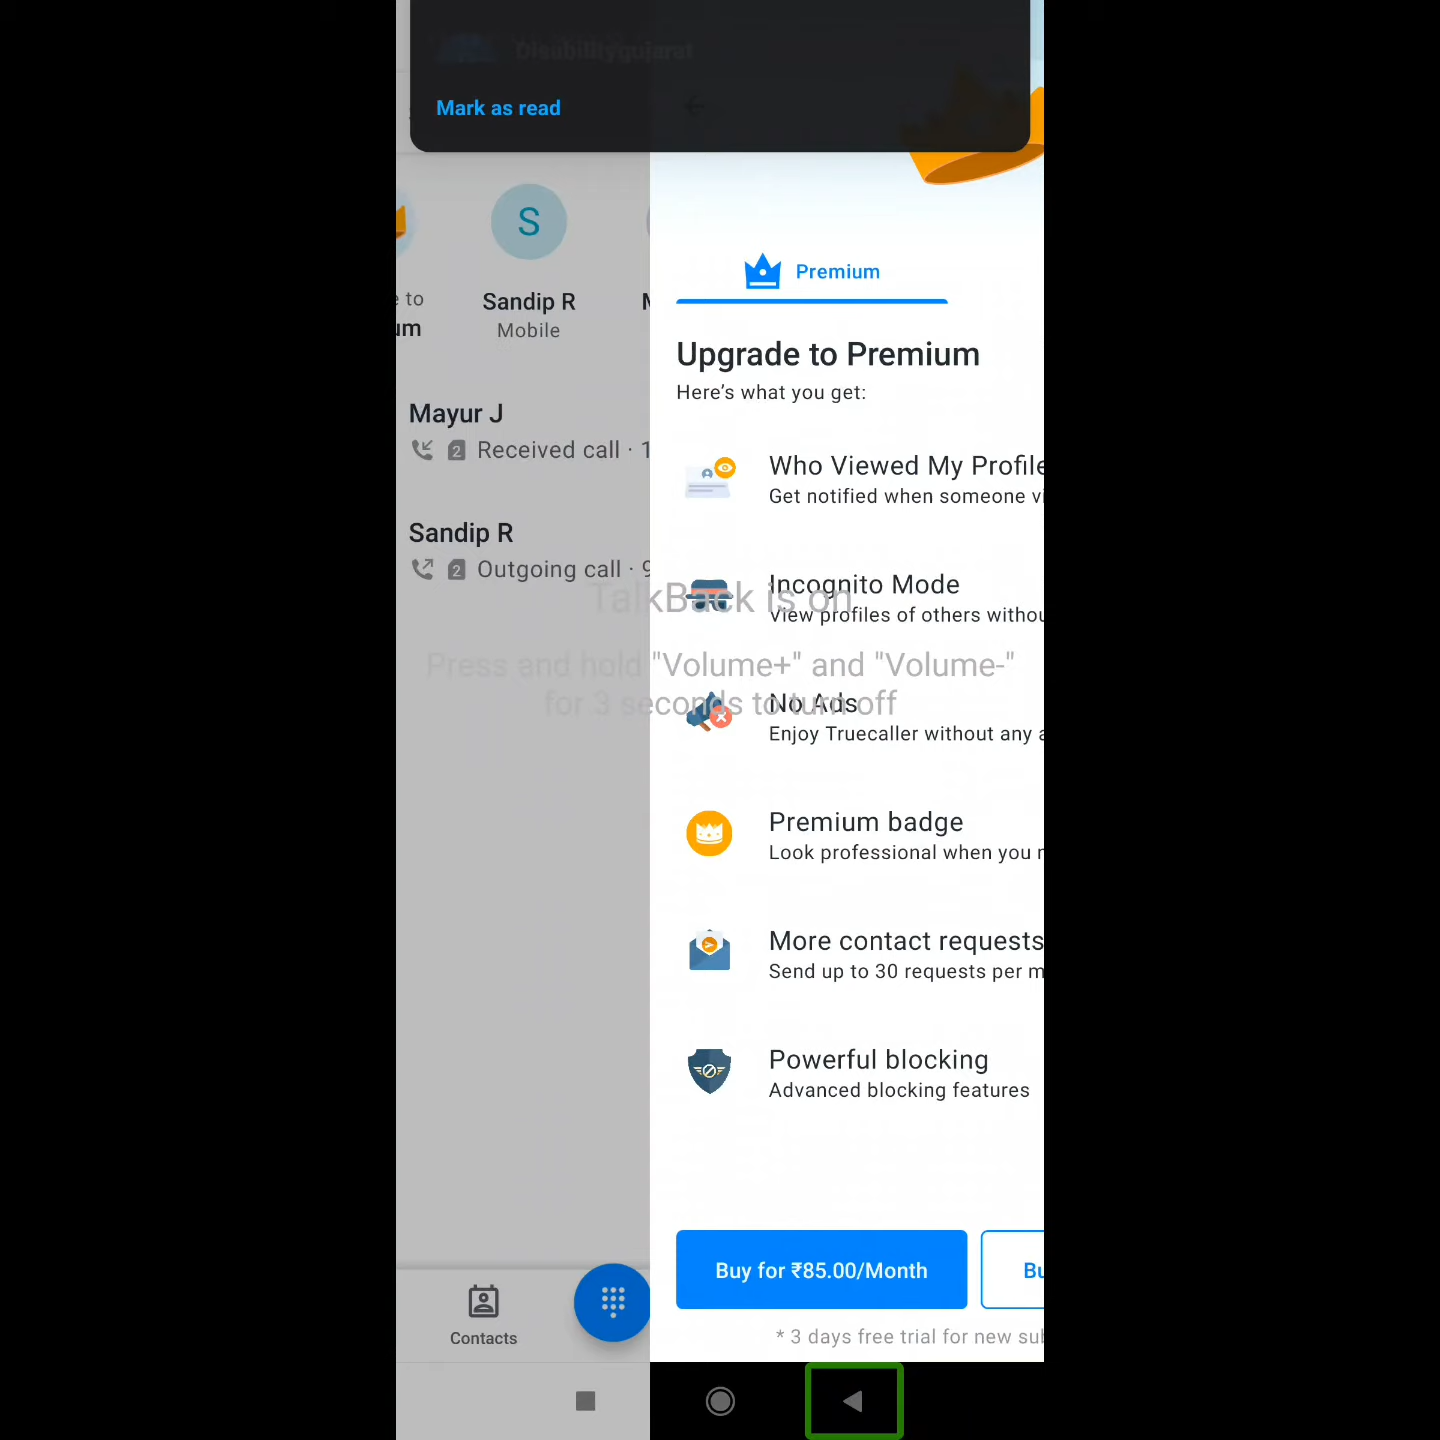 Disabilitygujarat
Mark as read
e to
um
S
Sandip R
Mobile
M
Mayur J
2 Received call · 1
Sandip R
2 Outgoing call · 9
Premium
Upgrade to Premium
Here's what you get:
Who Viewed My Profile
Get notified when someone vi
Incognito Mode
View profiles of others withou
No Ads
Enjoy Truecaller without any a
Premium badge
Look professional when you r
More contact requests
Send up to 30 requests per m
Powerful blocking
Advanced blocking features
TalkBack is on
Press and hold "Volume+" and "Volume-"
for 3 seconds to turn off
Buy for ₹85.00/Month
Bu
* 3 days free trial for new sub
Contacts